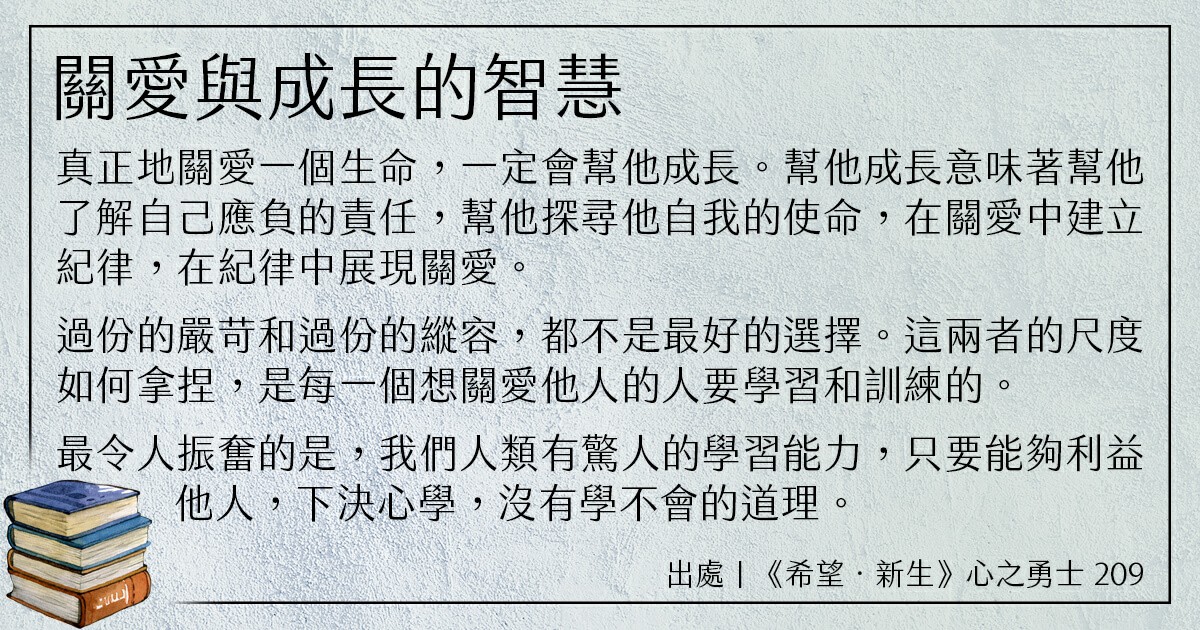 關愛與成長的智慧
真正地關愛一個生命，一定會幫他成長。幫他成長意味著幫他
了解自己應負的責任，幫他探尋他自我的使命，在關愛中建立
紀律，在紀律中展現關愛。
過份的嚴苛和過份的縱容，都不是最好的選擇。這兩者的尺度
如何拿捏，是每一個想關愛他人的人要學習和訓練的。
最令人振奮的是，我們人類有驚人的學習能力，只要能夠利益
他人，下決心學，沒有學不會的道理。
出處｜《希望．新生》心之勇士 209